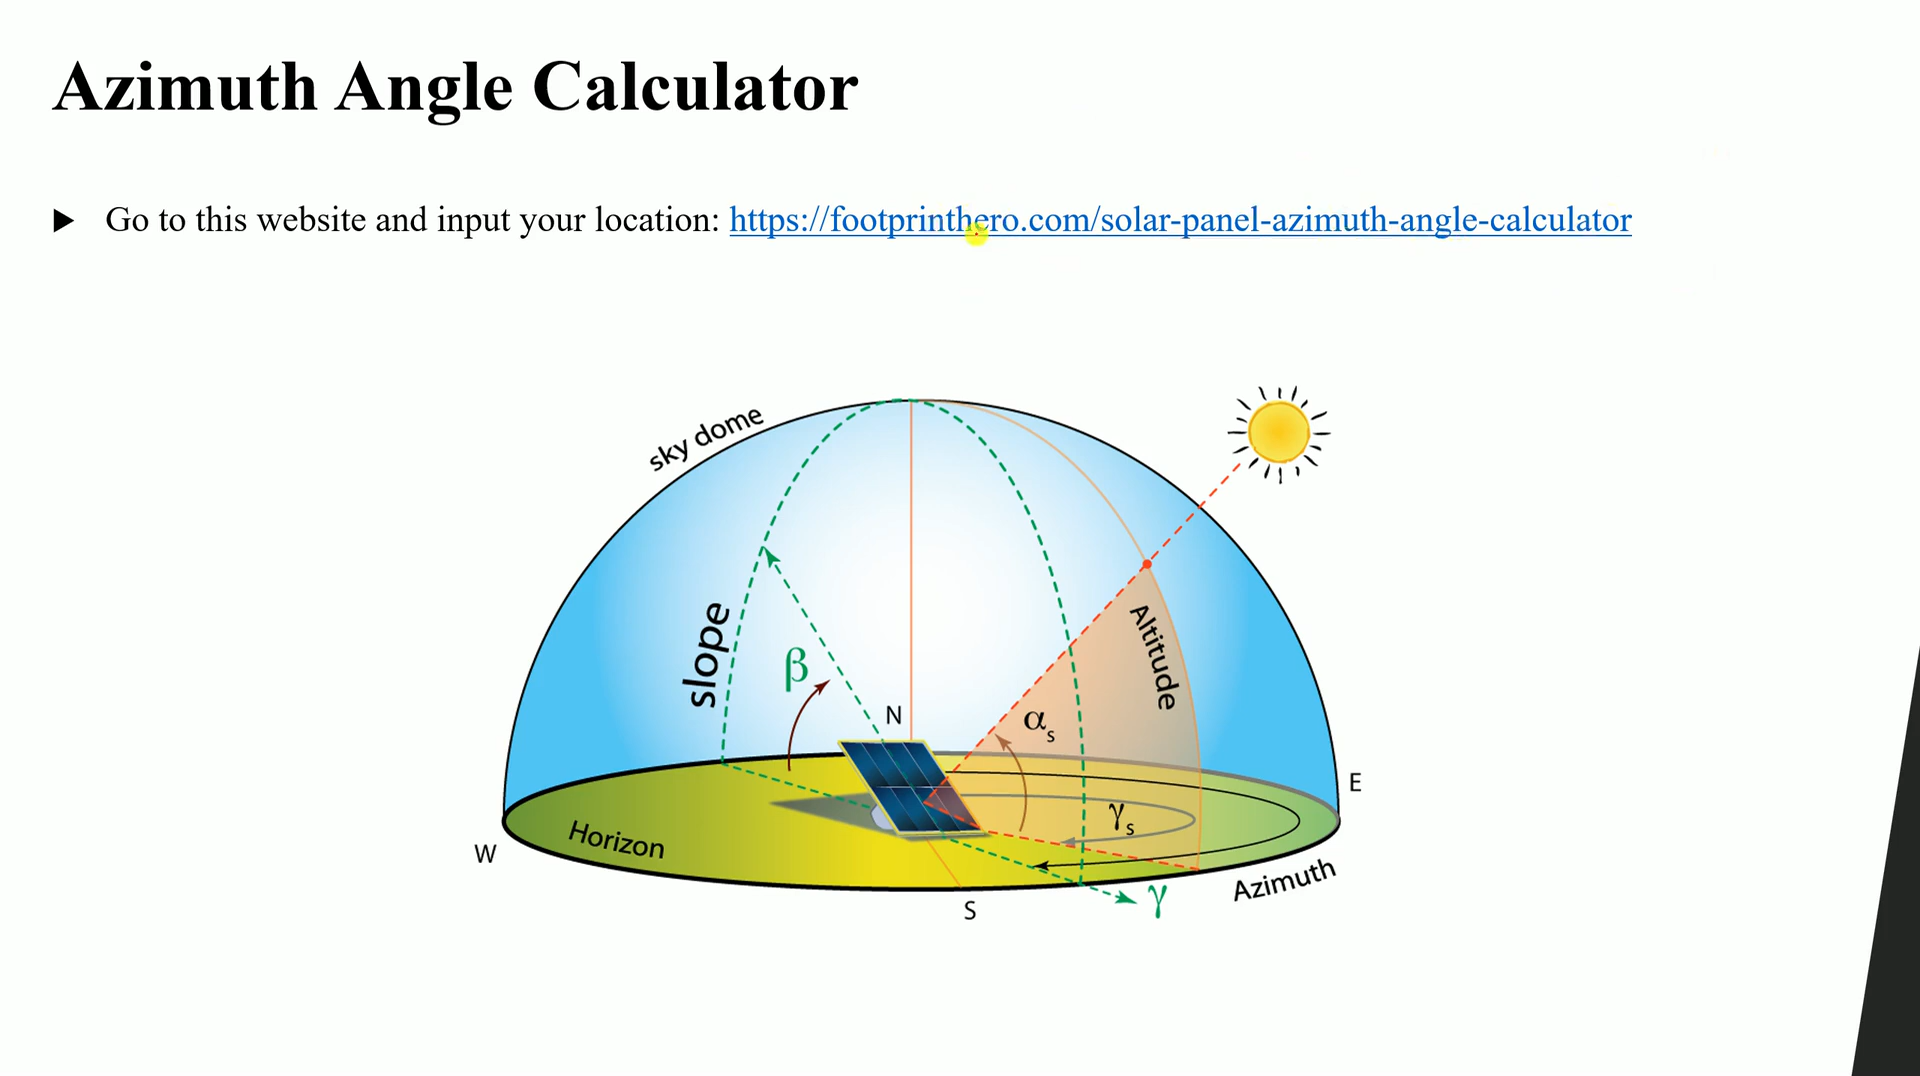 Azimuth Angle Calculator
Go to this website and input your location: https://footprinthero.com/solar-panel-azimuth-angle-calculator
sky dome
slope
β
N
Altitude
αs
γs
E
W
Horizon
Azimuth
S
γ